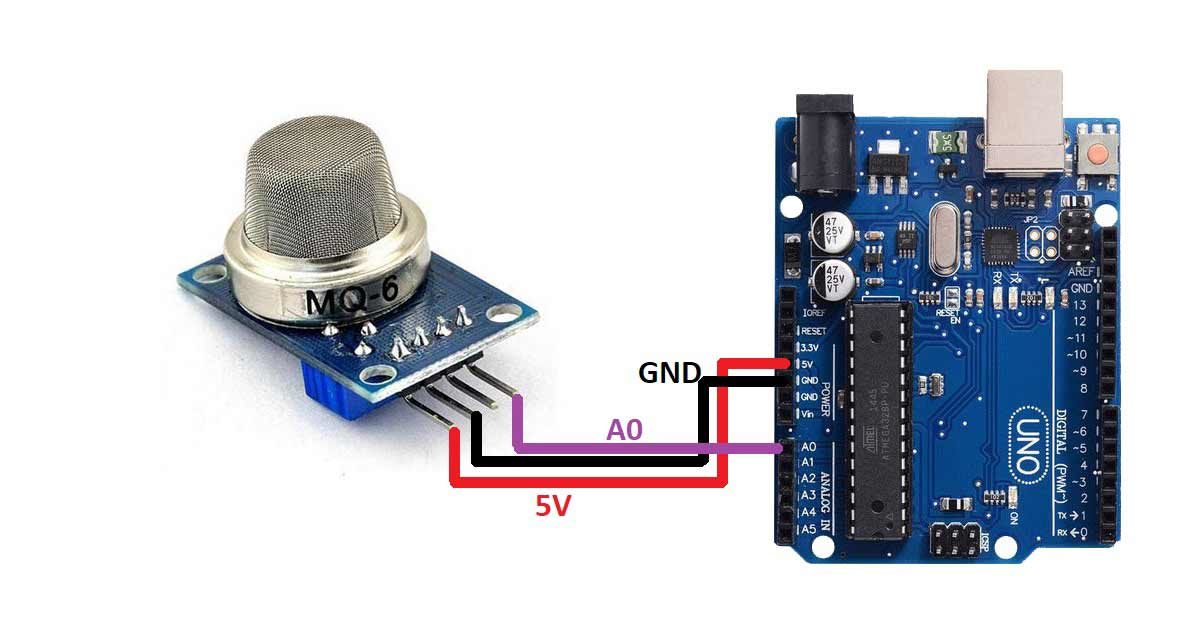 MQ-6
GND
A0
5V
47
25V
VT
47
25V
VT
JP2
RX
TX
L
RESET
EN
AREF
GND
13
12
~11
~10
~9
8
7
~6
~5
4
~3
2
TX→1
RX←0
DIGITAL (PWM~)
IOREF
RESET
3.3V
5V
GND
GND
Vin
POWER
A0
A1
A2
A3
A4
A5
ANALOG IN
ATMEL
ATMEGA328P-PU
1445
UNO
ON
ICSP